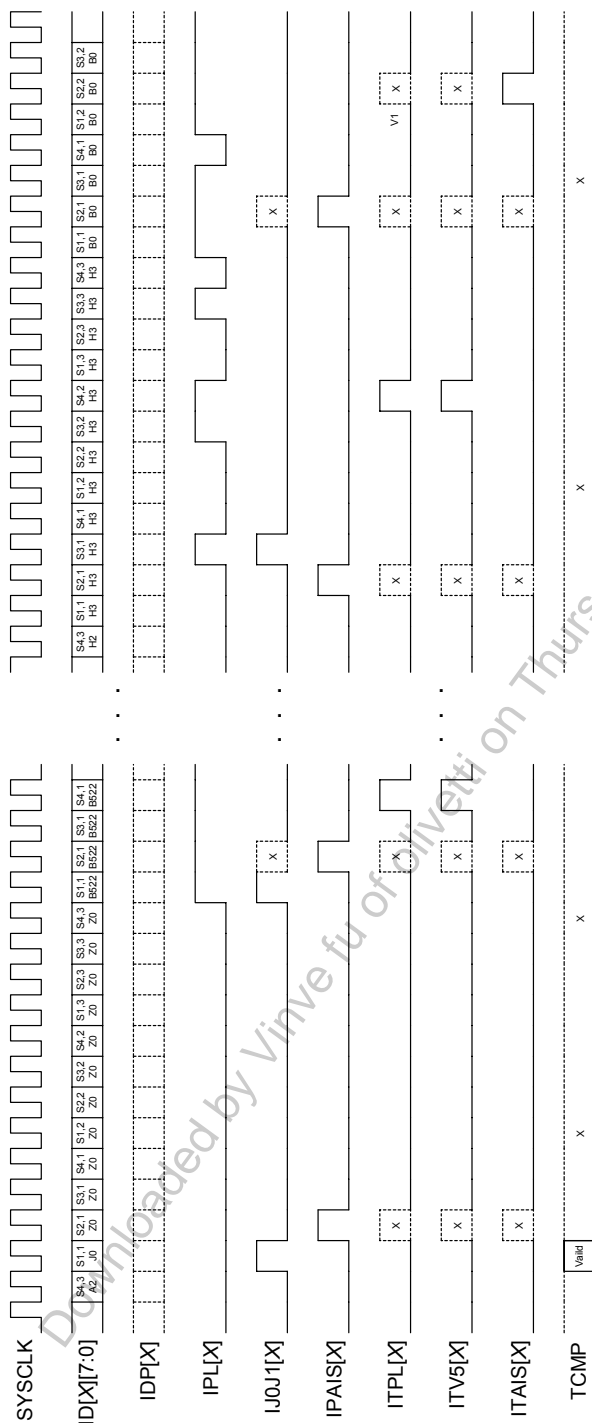 SYSCLK
ID[X][7:0] S4,3 S1,1 S2,1 S3,1 S4,1 S1,2 S2,2 S3,2 S4,2 S1,3 S2,3 S3,3 S4,3 S1,1 S2,1 S3,1 S4,1 S4,3 S1,1 S2,1 S3,1 S4,1 S1,2 S2,2 S3,2 S4,2 S1,3 S2,3 S3,3 S4,3 S1,1 S2,1 S3,1 S4,1 S1,2 S2,2 S3,2
A2 J0 Z0 Z0 Z0 Z0 Z0 Z0 Z0 Z0 Z0 Z0 Z0 B522 B522 B522 B522 H2 H3 H3 H3 H3 H3 H3 H3 H3 H3 H3 H3 H3 B0 B0 B0 B0 B0 B0 B0
IDP[X]
IPL[X]
IJ0J1[X] X X
IPAIS[X]
ITPL[X] X X X X V1 X
ITV5[X] X X X X X
ITAIS[X] X X X X
TCMP Vaild X X X X
Downloaded by Vinve fu of olivetti on Thurs